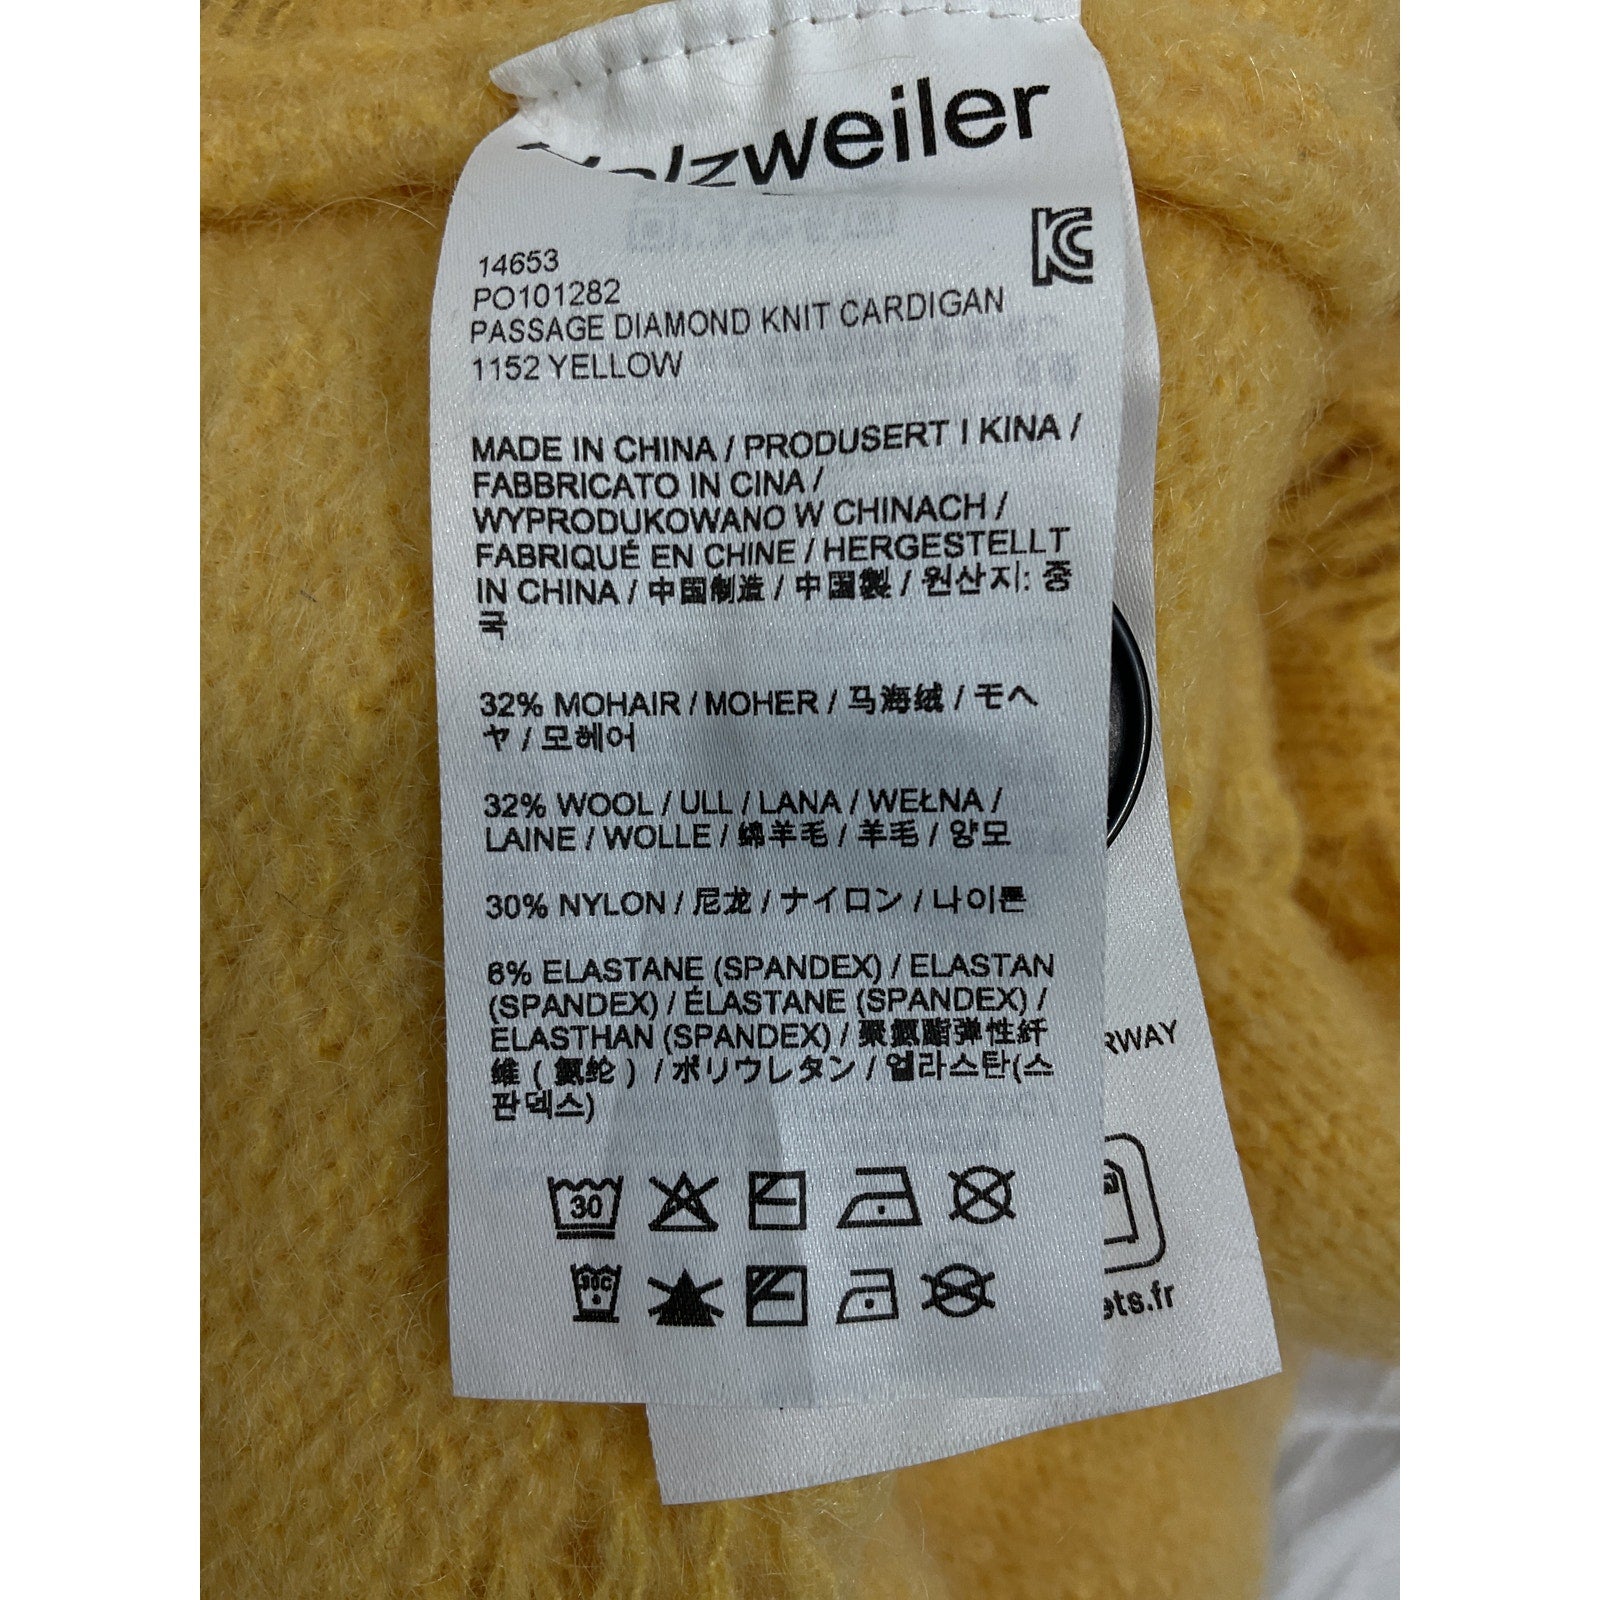 Holzweiler
14653
PO101282
PASSAGE DIAMOND KNIT CARDIGAN
1152 YELLOW
MADE IN CHINA / PRODUSERT I KINA /
FABBRICATO IN CINA /
WYPRODUKOWANO W CHINACH /
FABRIQUÉ EN CHINE / HERGESTELLT
IN CHINA / 中国制造 / 中国製 / 원산지: 중
국
32% MOHAIR / MOHER / 马海绒 / モヘ
ヤ / 모헤어
32% WOOL / ULL / LANA / WEŁNA /
LAINE / WOLLE / 绵羊毛 / 羊毛 / 양모
30% NYLON / 尼龙 / ナイロン / 나이론
6% ELASTANE (SPANDEX) / ELASTAN
(SPANDEX) / ÉLASTANE (SPANDEX) /
ELASTHAN (SPANDEX) / 聚氨酯弹性纤
维 ( 氨纶 ) / ポリウレタン / 엘라스탄(스
판덱스)
30
30C
RWAY
ets.fr